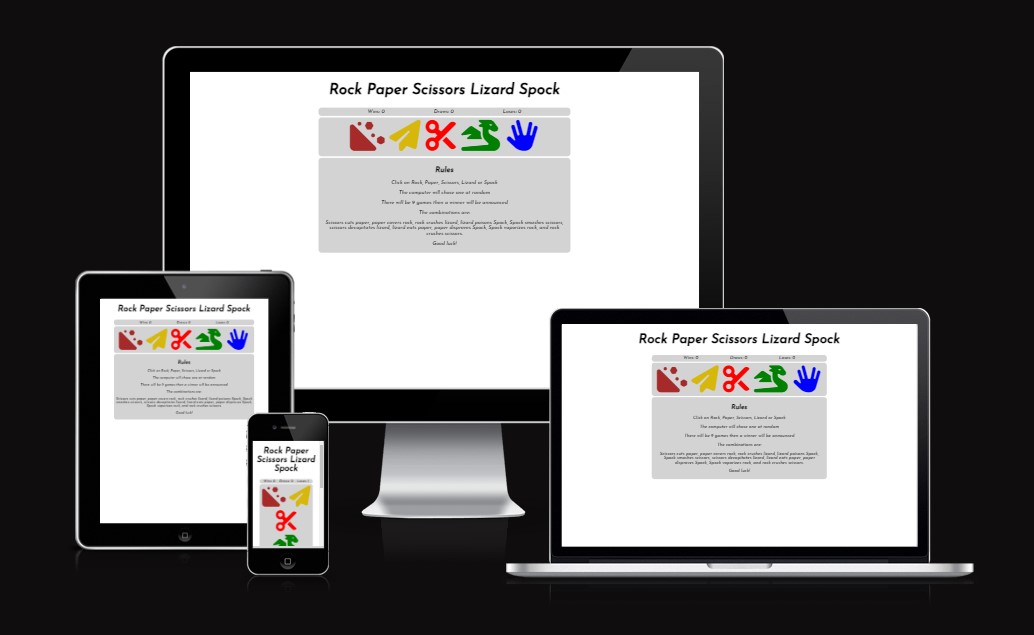 Rock Paper Scissors Lizard Spock
Wins: 0 Draws: 0 Loses: 0
Rules
Click on Rock, Paper, Scissors, Lizard or Spock
The computer will chose one at random
There will be 9 games then a winner will be announced
The combinations are:
Scissors cuts paper, paper covers rock, rock crushes lizard, lizard poisons Spock, Spock smashes scissors,
scissors decapitates lizard, lizard eats paper, paper disproves Spock, Spock vaporizes rock, and rock
crushes scissors.
Good luck!
Rock Paper Scissors Lizard Spock
Wins: 0 Draws: 0 Loses: 0
Rules
Click on Rock, Paper, Scissors, Lizard or Spock
The computer will chose one at random
There will be 9 games then a winner will be announced
The combinations are:
Scissors cuts paper, paper covers rock, rock crushes lizard, lizard poisons Spock, Spock
smashes scissors, scissors decapitates lizard, lizard eats paper, paper disproves Spock,
Spock vaporizes rock, and rock crushes scissors.
Good luck!
Rock Paper
Scissors Lizard
Spock
Wins: 0 Draws: 0 Loses:
Rock Paper Scissors Lizard Spock
Wins: 0 Draws: 0 Loses: 0
Rules
Click on Rock, Paper, Scissors, Lizard or Spock
The computer will chose one at random
There will be 9 games then a winner will be announced
The combinations are:
Scissors cuts paper, paper covers rock, rock crushes lizard, lizard poisons Spock,
Spock smashes scissors, scissors decapitates lizard, lizard eats paper, paper
disproves Spock, Spock vaporizes rock, and rock crushes scissors.
Good luck!